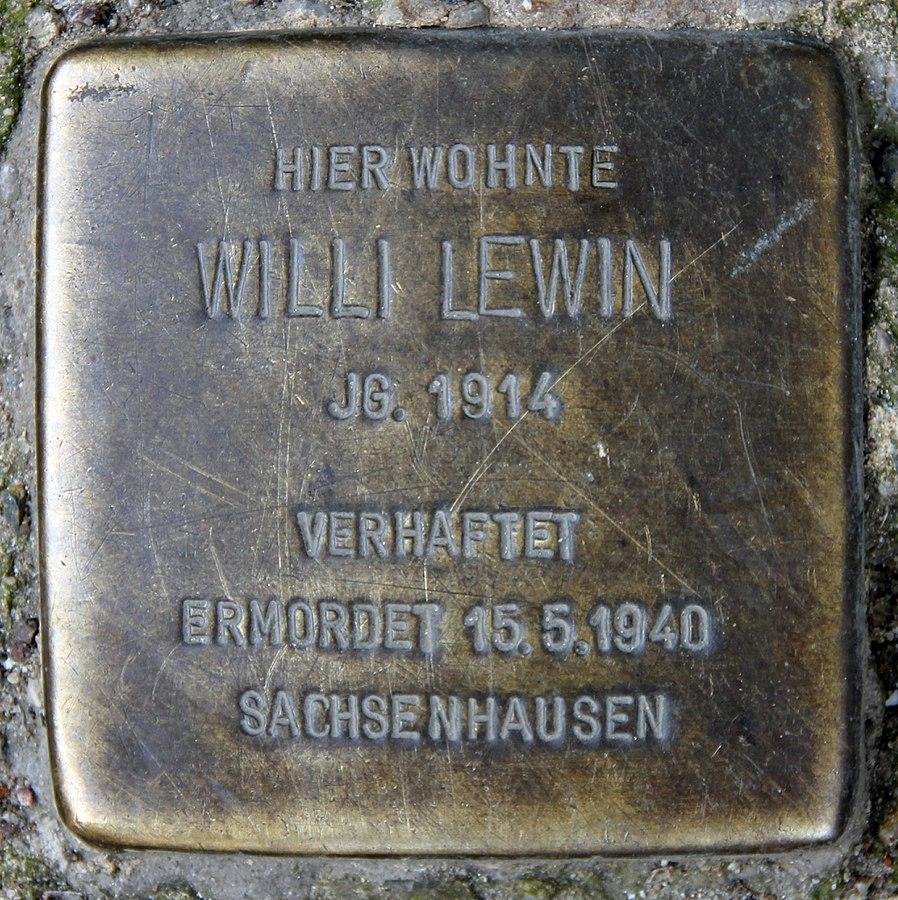 HIER WOHNTE
WILLI LEWIN
JG. 1914
VERHAFTET
ERMORDET 15.5.1940
SACHSENHAUSEN